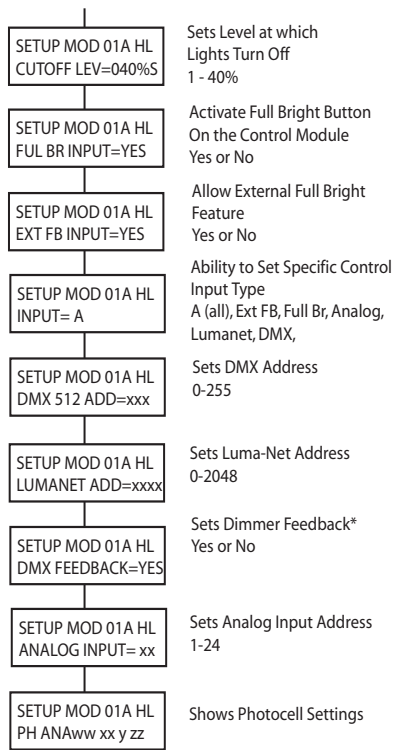 SETUP MOD 01A HL
CUTOFF LEV=040%S
Sets Level at which
Lights Turn Off
1 - 40%
SETUP MOD 01A HL
FUL BR INPUT=YES
Activate Full Bright Button
On the Control Module
Yes or No
SETUP MOD 01A HL
EXT FB INPUT=YES
Allow External Full Bright
Feature
Yes or No
SETUP MOD 01A HL
INPUT= A
Ability to Set Specific Control
Input Type
A (all), Ext FB, Full Br, Analog,
Lumanet, DMX,
SETUP MOD 01A HL
DMX 512 ADD=xxx
Sets DMX Address
0-255
SETUP MOD 01A HL
LUMANET ADD=xxxx
Sets Luma-Net Address
0-2048
SETUP MOD 01A HL
DMX FEEDBACK=YES
Sets Dimmer Feedback*
Yes or No
SETUP MOD 01A HL
ANALOG INPUT= xx
Sets Analog Input Address
1-24
SETUP MOD 01A HL
PH ANAww xx y zz
Shows Photocell Settings